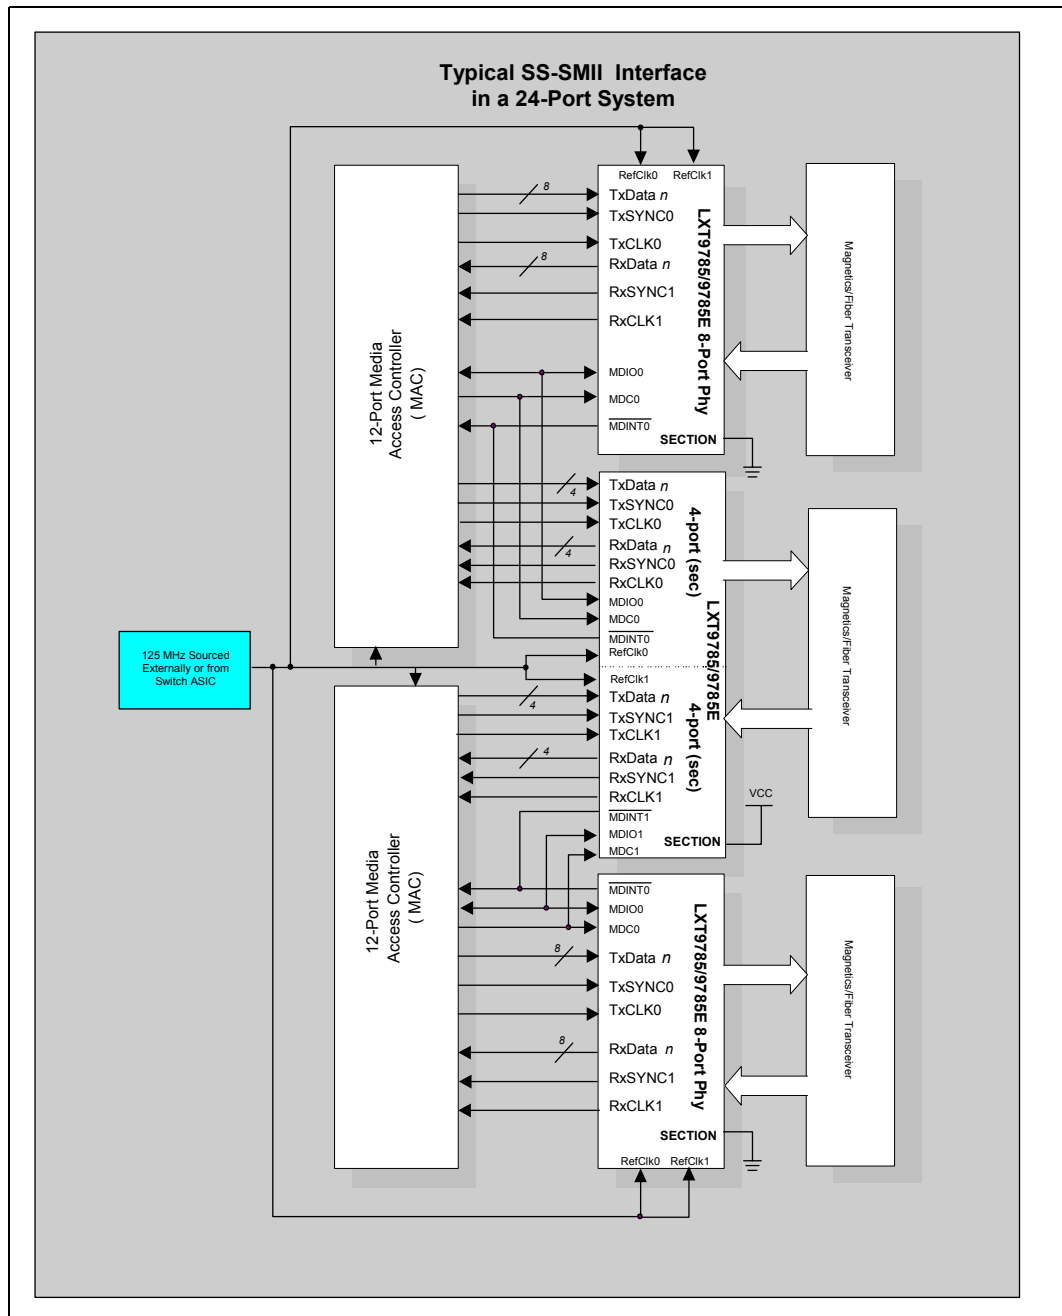 Typical SS-SMII Interface
in a 24-Port System
12-Port Media
Access Controller
( MAC)
8
8
4
4
RefClk0 RefClk1
TxData n
TxSYNC0
TxCLK0
RxData n
RxSYNC1
RxCLK1
MDIO0
MDC0
MDINT0
SECTION
LXT9785/9785E 8-Port Phy
Magnetics/Fiber Transceiver
TxData n
TxSYNC0
TxCLK0
RxData n
RxSYNC0
RxCLK0
MDIO0
MDC0
MDINT0
RefClk0
4-port (sec)
LXT9785/9785E
Magnetics/Fiber Transceiver
125 MHz Sourced
Externally or from
Switch ASIC
12-Port Media
Access Controller
( MAC)
4
4
8
8
RefClk1
TxData n
TxSYNC1
TxCLK1
RxData n
RxSYNC1
RxCLK1
MDINT1
MDIO1
MDC1
4-port (sec)
SECTION
VCC
MDINT0
MDIO0
MDC0
TxData n
TxSYNC0
TxCLK0
RxData n
RxSYNC1
RxCLK1
SECTION
RefClk0 RefClk1
LXT9785/9785E 8-Port Phy
Magnetics/Fiber Transceiver